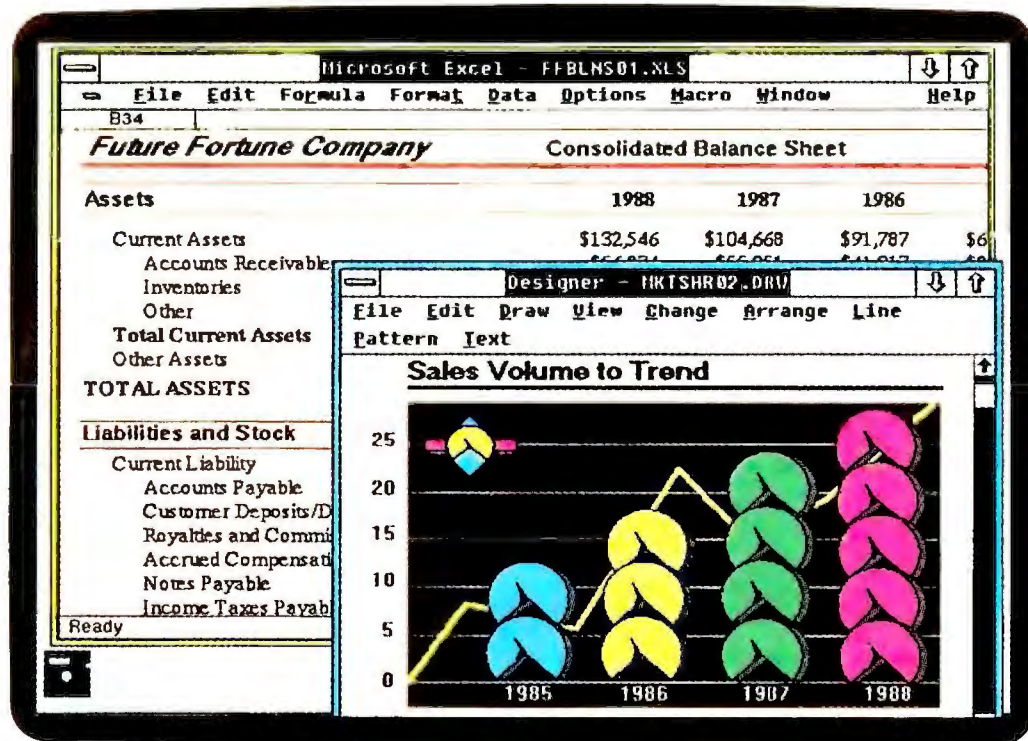 Microsoft Excel - FFBLNS01.XLS
File Edit Formula Format Data Options Macro Window Help
B34
Future Fortune Company Consolidated Balance Sheet
Assets 1988 1987 1986
Current Assets $132,546 $104,668 $91,787 $6
Accounts Receivable
Inventories
Other
Total Current Assets
Other Assets
TOTAL ASSETS
Liabilities and Stock
Current Liability
Accounts Payable
Customer Deposits/D
Royalties and Commi
Accrued Compensati
Notes Payable
Income Taxes Payab
Ready
Designer - MKTSHR02.DRW
File Edit Draw View Change Arrange Line
Pattern Text
Sales Volume to Trend
25
20
15
10
5
0
1985 1986 1987 1988